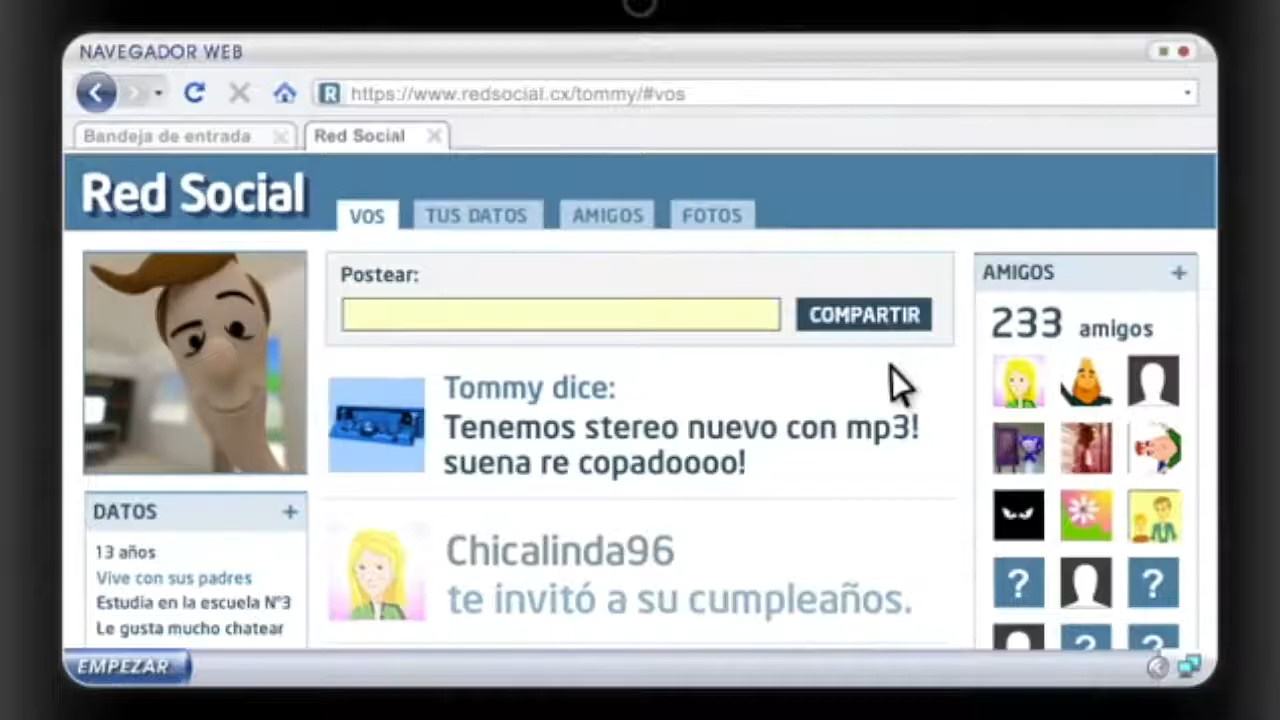 NAVEGADOR WEB
https://www.redsocial.cx/tommy/#vos
Bandeja de entrada
Red Social
Red Social
VOS
TUS DATOS
AMIGOS
FOTOS
Postear:
COMPARTIR
Tommy dice:
Tenemos stereo nuevo con mp3!
suena re copadoooo!
Chicalinda96
te invitó a su cumpleaños.
DATOS +
13 años
Vive con sus padres
Estudia en la escuela N°3
Le gusta mucho chatear
AMIGOS +
233 amigos
? ?
? ?
EMPEZAR